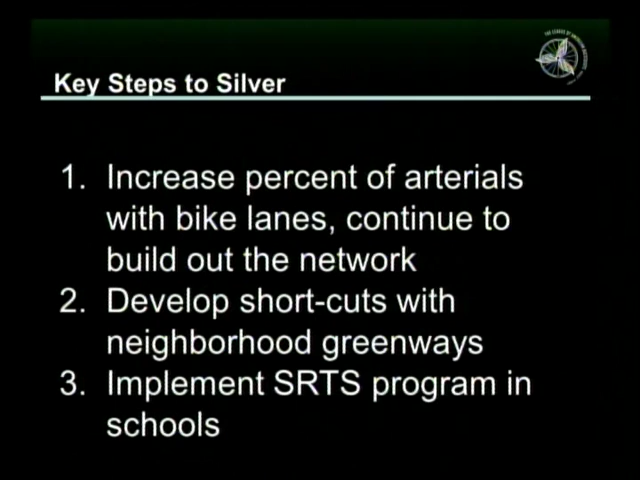 Key Steps to Silver
1. Increase percent of arterials
with bike lanes, continue to
build out the network
2. Develop short-cuts with
neighborhood greenways
3. Implement SRTS program in
schools